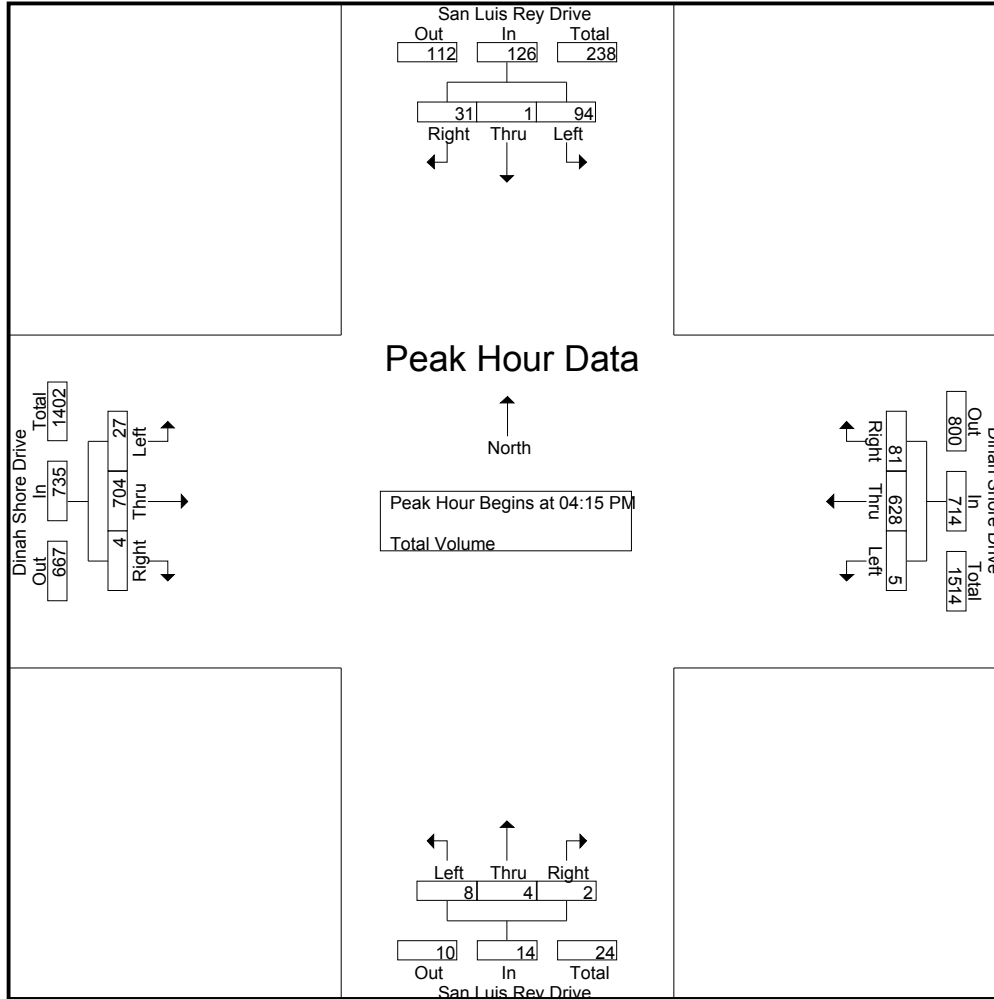 San Luis Rey Drive
Out In Total
112 126 238
31 1 94
Right Thru Left
Peak Hour Data
North
Peak Hour Begins at 04:15 PM
Total Volume
Dinah Shore Drive
Out In Total
667 735 1402
4 704 27
Right Thru Left
Dinah Shore Drive
Out In Total
800 714 1514
81 628 5
Right Thru Left
Left Thru Right
8 4 2
10 14 24
Out In Total
San Luis Rey Drive